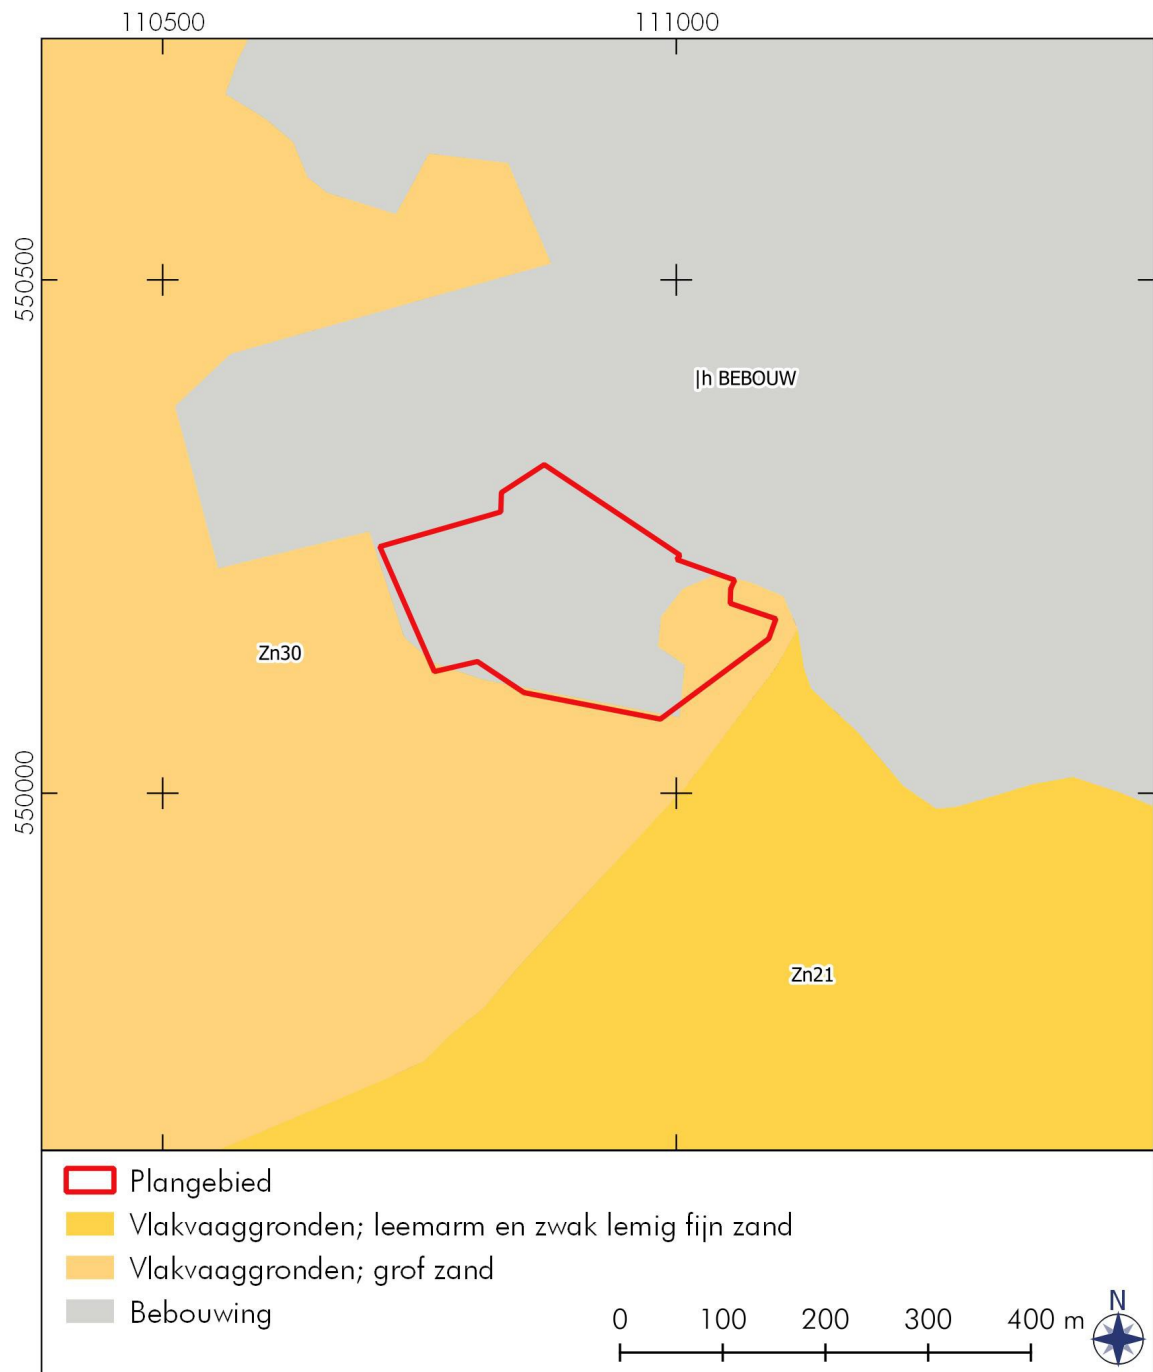 110500 111000
550500
|h BEBOUW
Zn30
550000
Zn21
Plangebied
Vlakvaaggronden; leemarm en zwak lemig fijn zand
Vlakvaaggronden; grof zand
Bebouwing
0 100 200 300 400 m
N